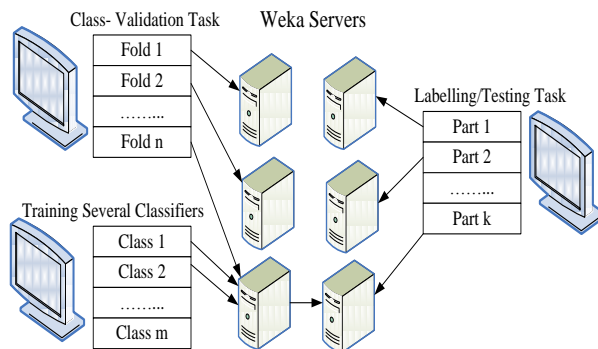 Class- Validation Task
Weka Servers
Fold 1
Fold 2
……...
Fold n
Labelling/Testing Task
Part 1
Part 2
……...
Part k
Training Several Classifiers
Class 1
Class 2
……...
Class m